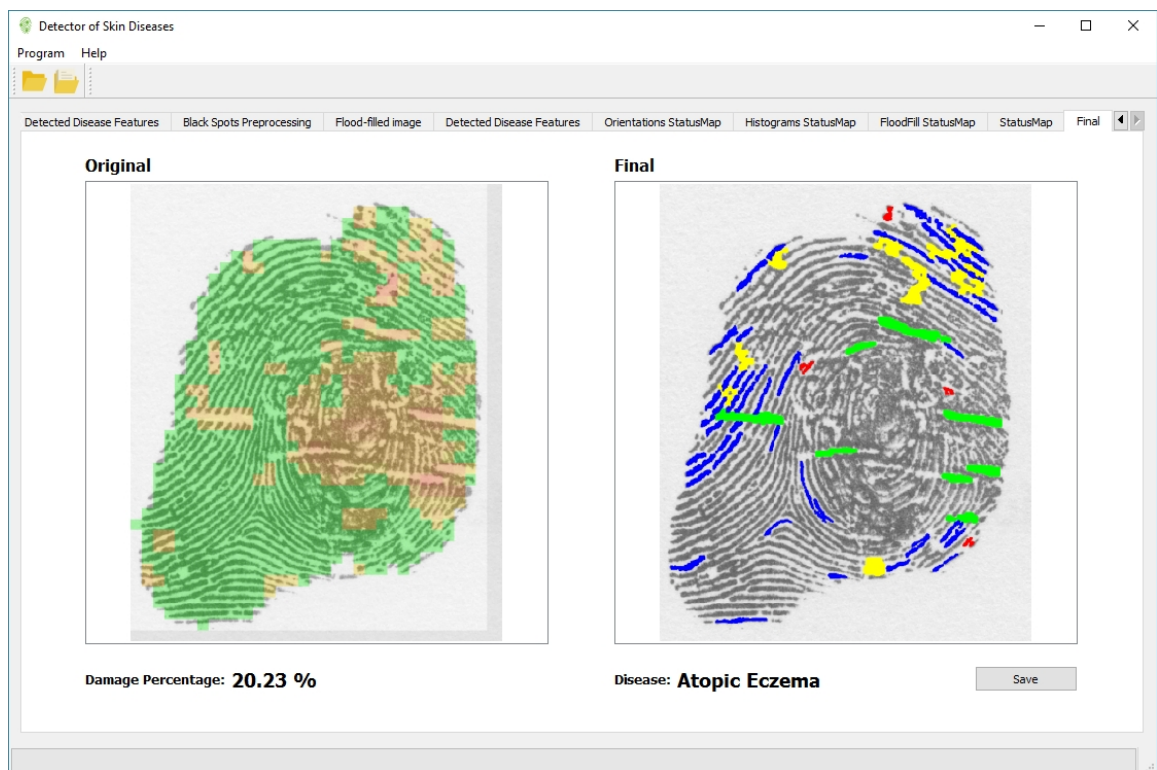 Detector of Skin Diseases
Program Help
Detected Disease Features Black Spots Preprocessing Flood-filled image Detected Disease Features Orientations StatusMap Histograms StatusMap FloodFill StatusMap StatusMap Final
Original Final
Damage Percentage: 20.23 % Disease: Atopic Eczema Save